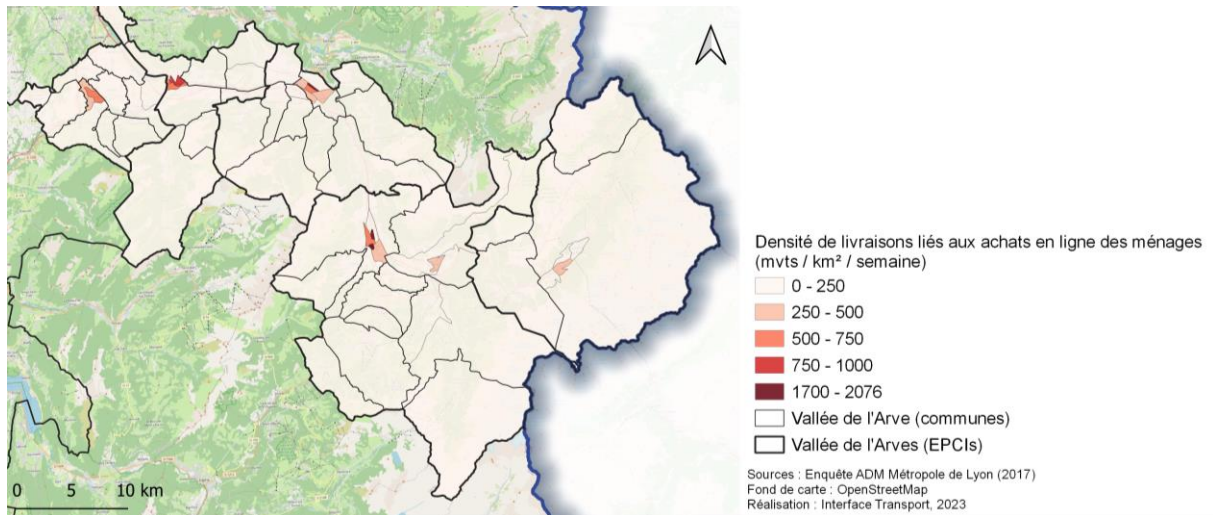 Densité de livraisons liés aux achats en ligne des ménages
(mvts / km² / semaine)
0 - 250
250 - 500
500 - 750
750 - 1000
1700 - 2076
Vallée de l'Arve (communes)
Vallée de l'Arves (EPCIs)
Sources : Enquête ADM Métropole de Lyon (2017)
Fond de carte : OpenStreetMap
Réalisation : Interface Transport, 2023
0 5 10 km